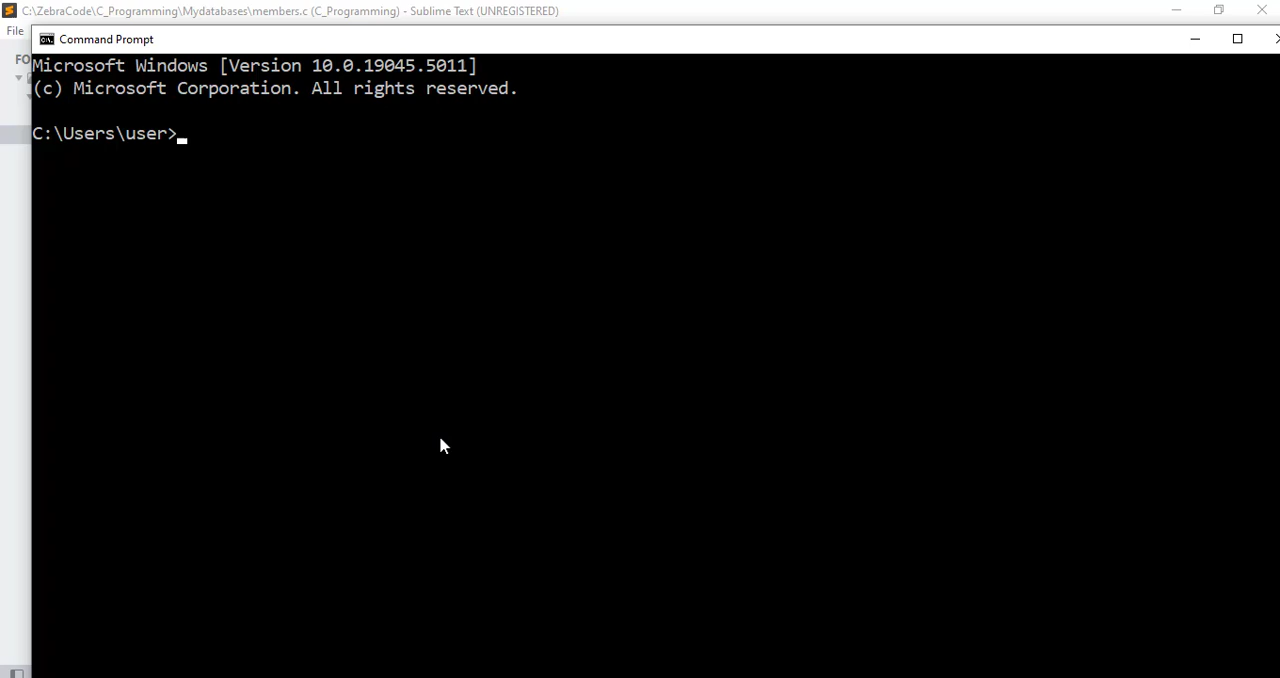 C:\ZebraCode\C_Programming\Mydatabases\members.c (C_Programming) - Sublime Text (UNREGISTERED)
File
Command Prompt
FO
Microsoft Windows [Version 10.0.19045.5011]
(c) Microsoft Corporation. All rights reserved.
C:\Users\user>